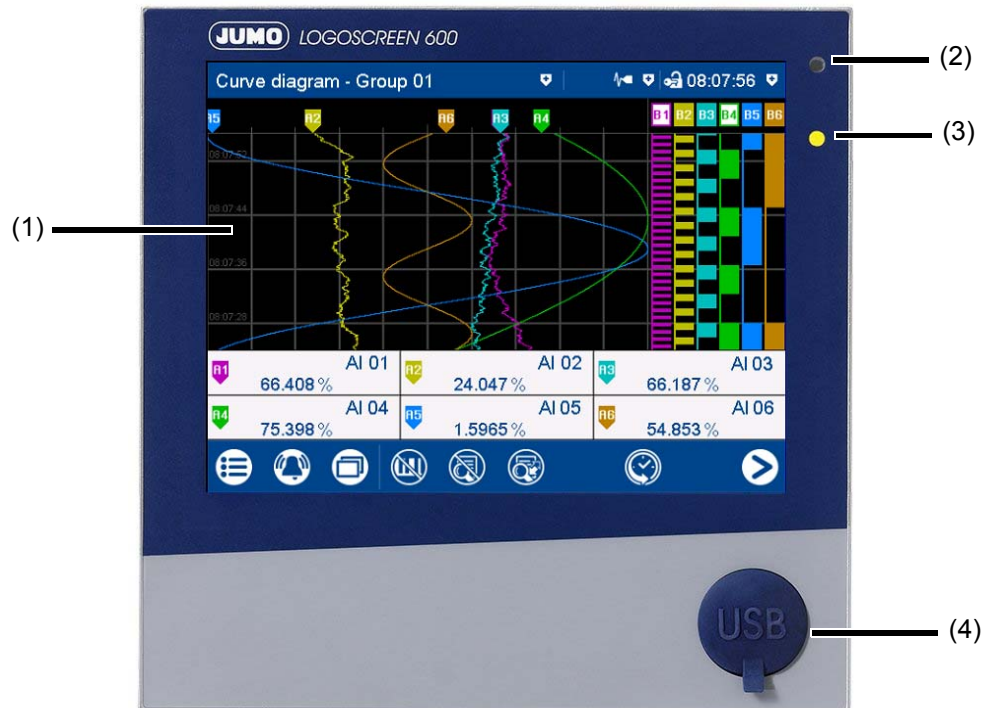 JUMO LOGOSCREEN 600
(2)
Curve diagram - Group 01 08:07:56
A5 A2 A6 A3 A4 B1 B2 B3 B4 B5 B6
(3)
08:07:52
08:07:44
(1)
08:07:36
08:07:28
A1 AI 01 A2 AI 02 A3 AI 03
66.408 % 24.047 % 66.187 %
A4 AI 04 A5 AI 05 A6 AI 06
75.398 % 1.5965 % 54.853 %
USB
(4)